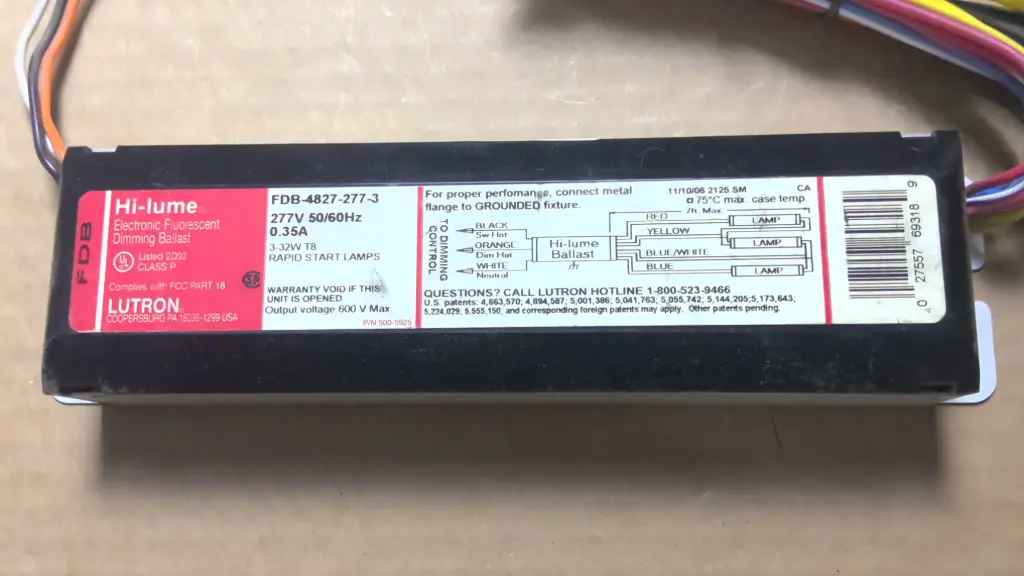 FDB
Hi-lume
Electronic Fluorescent
Dimming Ballast
UL
Listed 2D92
CLASS P
Complies with FCC PART 18
LUTRON
COOPERSBURG PA 18036-1299 USA
FDB-4827-277-3
277V 50/60Hz
0.35A
3-32W T8
RAPID START LAMPS
WARRANTY VOID IF THIS
UNIT IS OPENED
Output voltage 600 V Max
P/N 500-5925
For proper perfomance, connect metal
flange to GROUNDED fixture.
11/10/06 2125 SM
CA
75°C max case temp.
7ft. Max.
TO DIMMING
CONTROL
BLACK
Sw Hot
ORANGE
Dim Hot
WHITE
Neutral
Hi-lume
Ballast
RED
YELLOW
BLUE/WHITE
BLUE
LAMP
LAMP
LAMP
QUESTIONS? CALL LUTRON HOTLINE 1-800-523-9466
U.S. patents: 4,663,570; 4,894,587; 5,001,386; 5,041,763; 5,055,742; 5,144,205;5,173,643;
5,224,029; 5,555,150; and corresponding foreign patents may apply. Other patents pending.
0 27557 69318 9